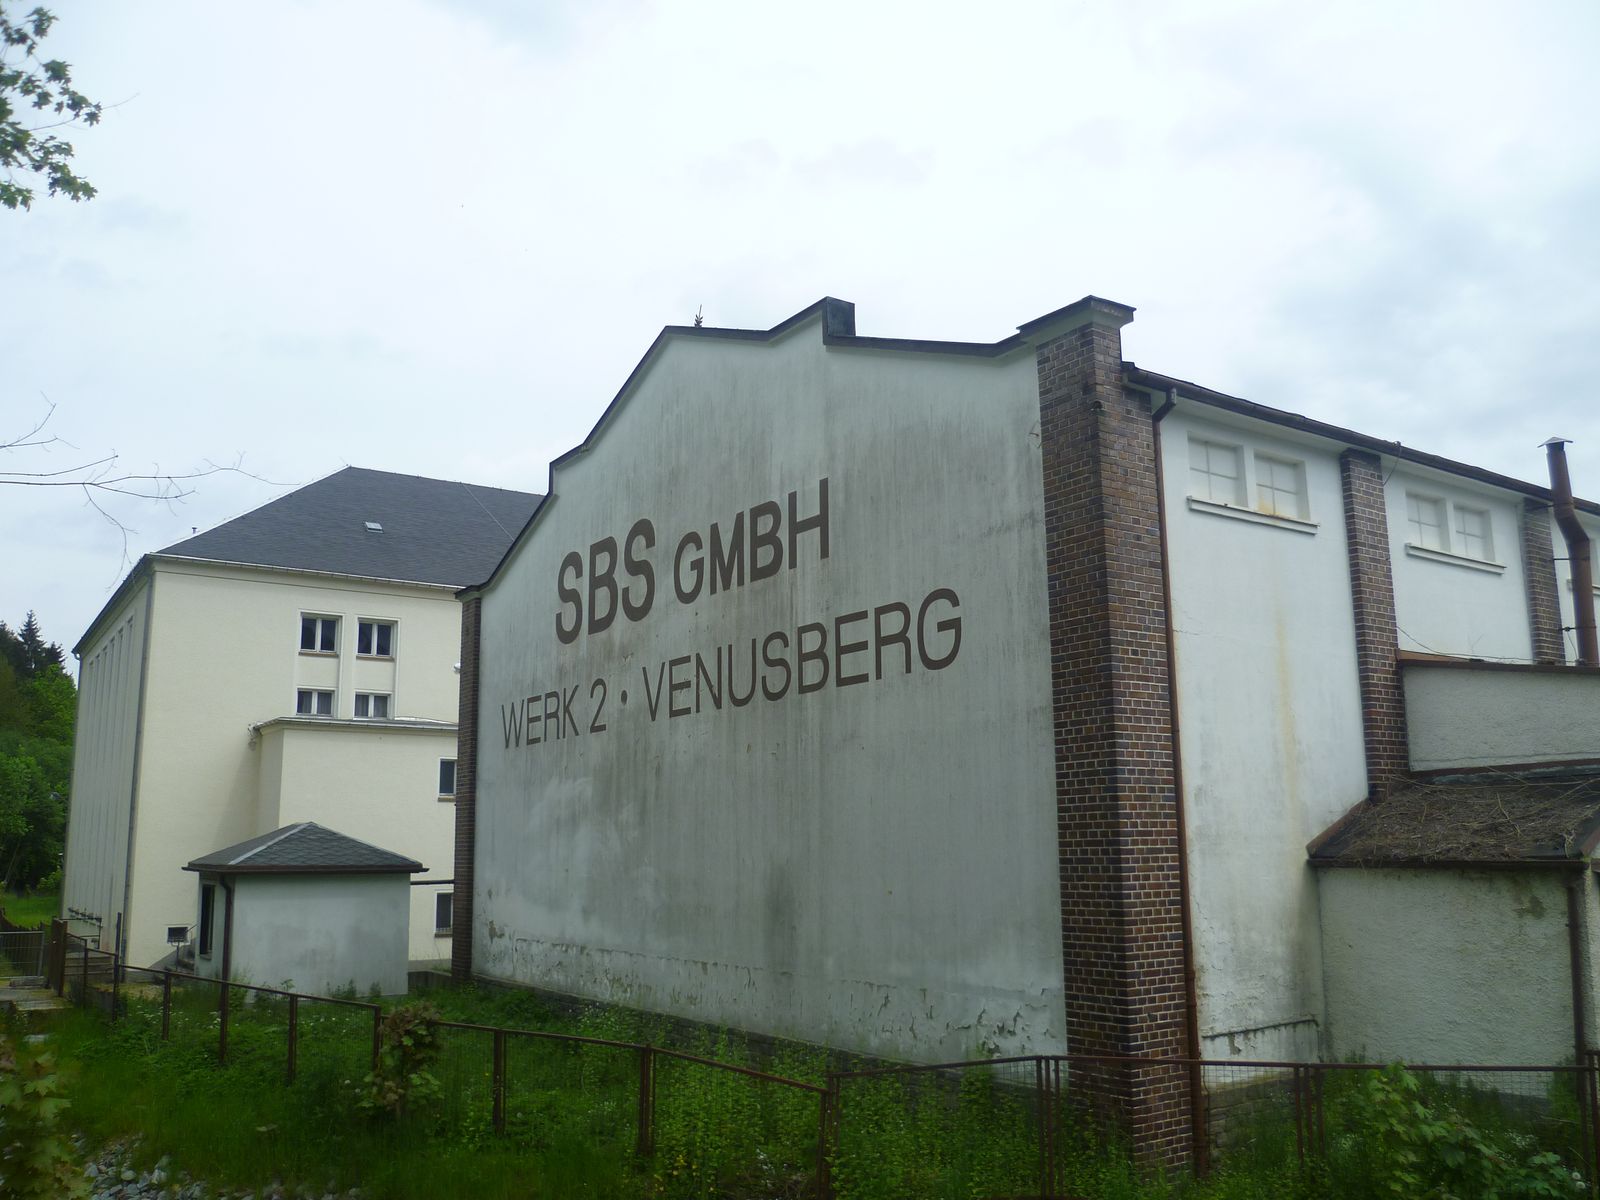 SBS GMBH
WERK 2 · VENUSBERG